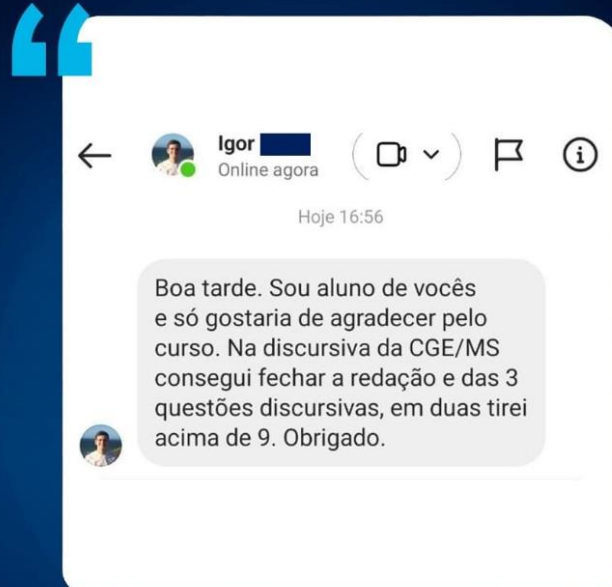 “
Igor
Online agora
Hoje 16:56
Boa tarde. Sou aluno de vocês
e só gostaria de agradecer pelo
curso. Na discursiva da CGE/MS
consegui fechar a redação e das 3
questões discursivas, em duas tirei
acima de 9. Obrigado.